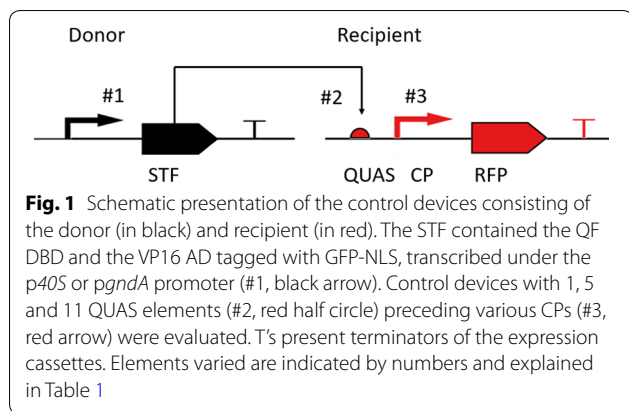 Donor
Recipient
#1
#2
#3
STF
QUAS
CP
RFP
Fig. 1 Schematic presentation of the control devices consisting of
the donor (in black) and recipient (in red). The STF contained the QF
DBD and the VP16 AD tagged with GFP-NLS, transcribed under the
p40S or pgndA promoter (#1, black arrow). Control devices with 1, 5
and 11 QUAS elements (#2, red half circle) preceding various CPs (#3,
red arrow) were evaluated. T's present terminators of the expression
cassettes. Elements varied are indicated by numbers and explained
in Table 1